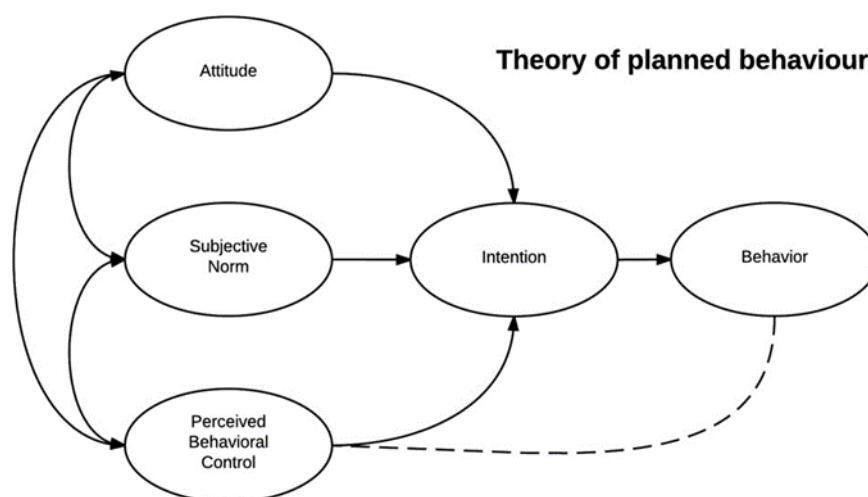 Theory of planned behaviour
Attitude
Subjective
Norm
Intention
Behavior
Perceived
Behavioral
Control